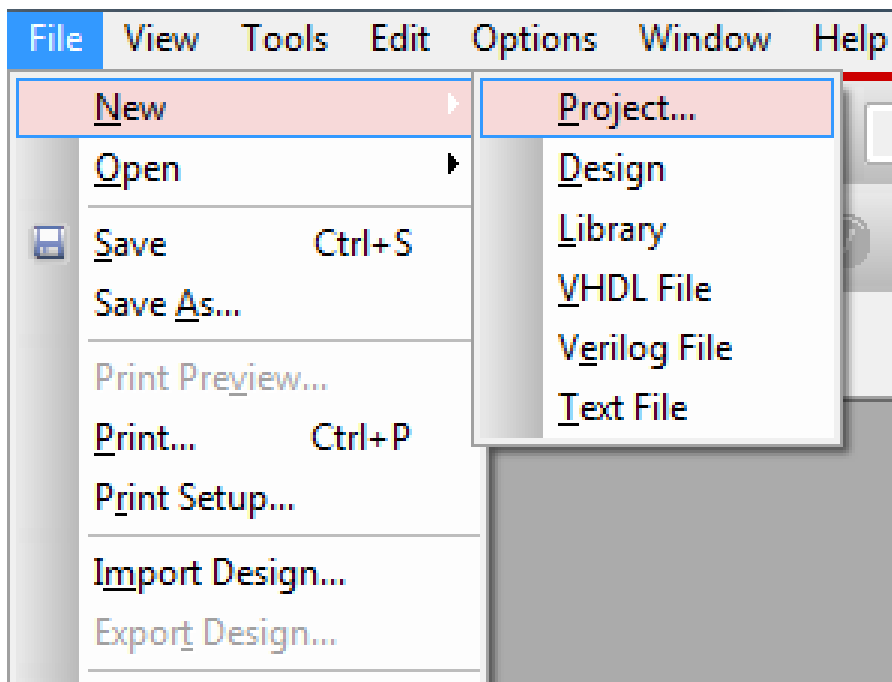 File View Tools Edit Options Window Help
New
Open
Save Ctrl+S
Save As...
Print Preview...
Print... Ctrl+P
Print Setup...
Import Design...
Export Design...
Project...
Design
Library
VHDL File
Verilog File
Text File